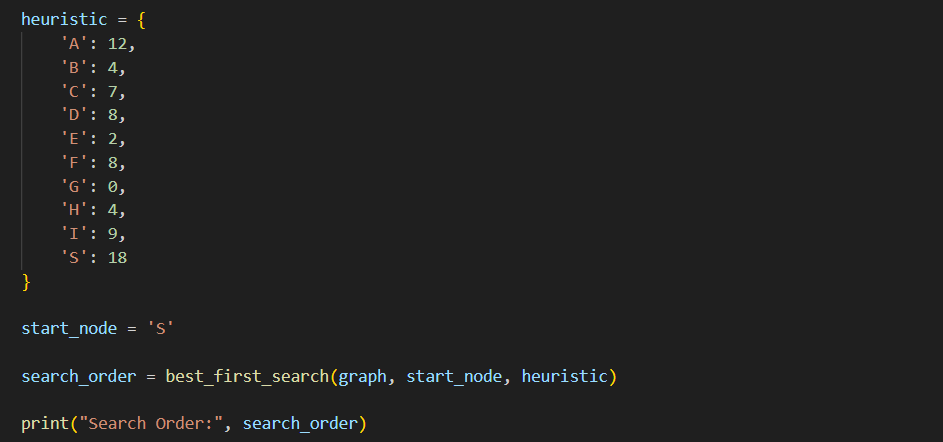 heuristic = {
    'A': 12,
    'B': 4,
    'C': 7,
    'D': 8,
    'E': 2,
    'F': 8,
    'G': 0,
    'H': 4,
    'I': 9,
    'S': 18
}
start_node = 'S'
search_order = best_first_search(graph, start_node, heuristic)
print("Search Order:", search_order)